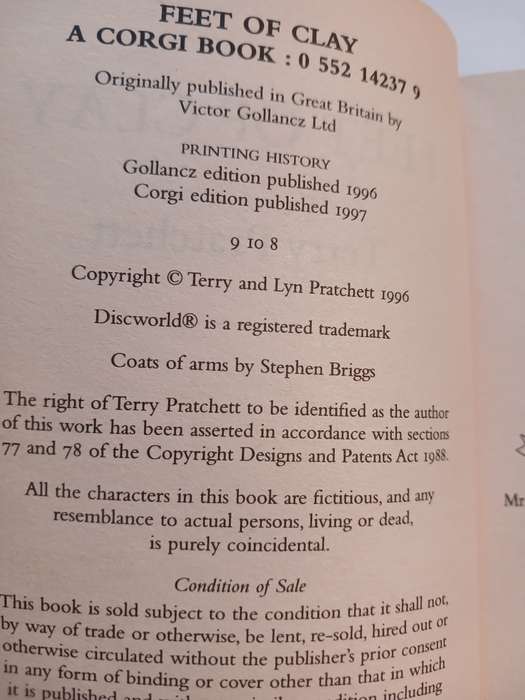 FEET OF CLAY
A CORGI BOOK : 0 552 14237 9
Originally published in Great Britain by
Victor Gollancz Ltd
PRINTING HISTORY
Gollancz edition published 1996
Corgi edition published 1997
9 10 8
Copyright © Terry and Lyn Pratchett 1996
Discworld® is a registered trademark
Coats of arms by Stephen Briggs
The right of Terry Pratchett to be identified as the author
of this work has been asserted in accordance with sections
77 and 78 of the Copyright Designs and Patents Act 1988.
All the characters in this book are fictitious, and any
resemblance to actual persons, living or dead,
is purely coincidental.
Condition of Sale
This book is sold subject to the condition that it shall not,
by way of trade or otherwise, be lent, re-sold, hired out or
otherwise circulated without the publisher's prior consent
in any form of binding or cover other than that in which
it is published and condition including
Mr